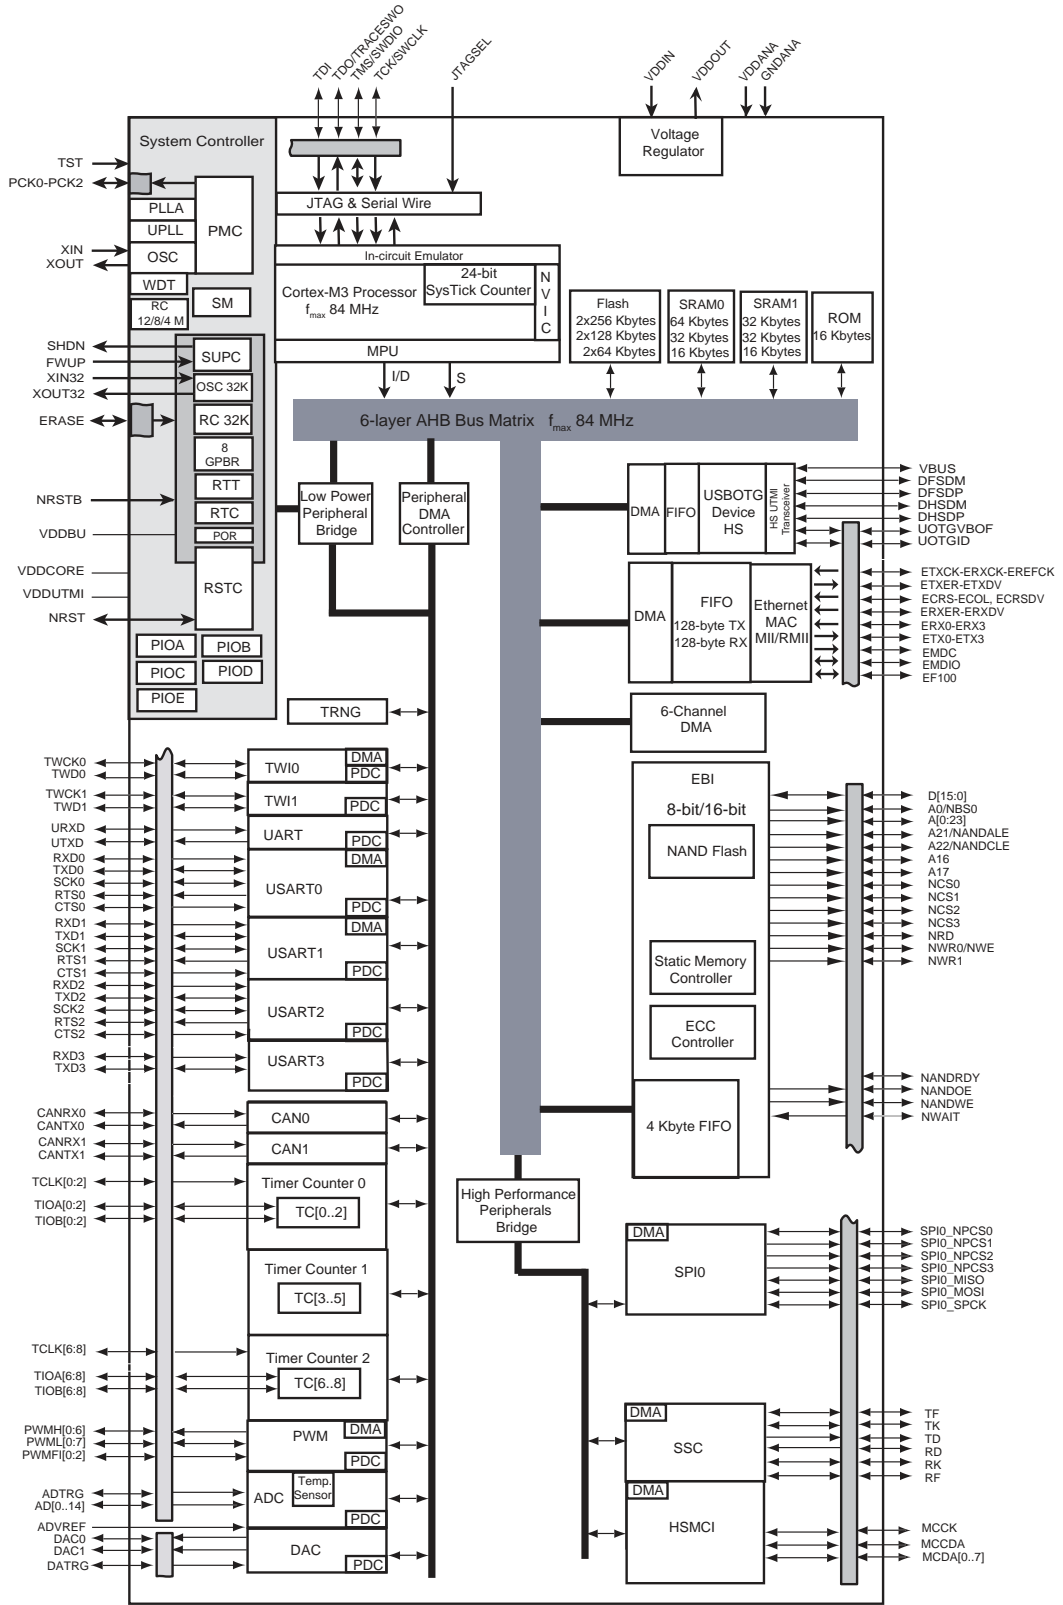 TDI
TDO/TRACESWO
TMS/SWDIO
TCK/SWCLK
JTAGSEL
VDDIN
VDDOUT
VDDANA
GNDANA
System Controller
Voltage
Regulator
TST
PCK0-PCK2
XIN
XOUT
SHDN
FWUP
XIN32
XOUT32
ERASE
NRSTB
VDDBU
VDDCORE
VDDUTMI
NRST
PLLA
UPLL
OSC
PMC
WDT
RC
12/8/4 M
SM
SUPC
OSC 32K
RC 32K
8
GPBR
RTT
RTC
POR
RSTC
PIOA
PIOB
PIOC
PIOD
PIOE
JTAG & Serial Wire
In-circuit Emulator
24-bit
SysTick Counter
Cortex-M3 Processor
fmax 84 MHz
N
V
I
C
MPU
I/D
S
Flash
2x256 Kbytes
2x128 Kbytes
2x64 Kbytes
SRAM0
64 Kbytes
32 Kbytes
16 Kbytes
SRAM1
32 Kbytes
32 Kbytes
16 Kbytes
ROM
16 Kbytes
6-layer AHB Bus Matrix fmax 84 MHz
Low Power
Peripheral
Bridge
Peripheral
DMA
Controller
DMA
FIFO
USBOTG
Device
HS
HS UTMI
Transceiver
VBUS
DFSDM
DFSDP
DHSDM
DHSDP
UOTGVBOF
UOTGID
DMA
FIFO
128-byte TX
128-byte RX
Ethernet
MAC
MII/RMII
ETXCK-ERXCK-EREFCK
ETXER-ETXDV
ECRS-ECOL, ECRSDV
ERXER-ERXDV
ERX0-ERX3
ETX0-ETX3
EMDC
EMDIO
EF100
6-Channel
DMA
TRNG
EBI
8-bit/16-bit
NAND Flash
Static Memory
Controller
ECC
Controller
4 Kbyte FIFO
D[15:0]
A0/NBS0
A[0:23]
A21/NANDALE
A22/NANDCLE
A16
A17
NCS0
NCS1
NCS2
NCS3
NRD
NWR0/NWE
NWR1
NANDRDY
NANDOE
NANDWE
NWAIT
TWCK0
TWD0
TWI0
DMA
PDC
TWCK1
TWD1
TWI1
PDC
URXD
UTXD
UART
PDC
RXD0
TXD0
SCK0
RTS0
CTS0
USART0
DMA
PDC
RXD1
TXD1
SCK1
RTS1
CTS1
USART1
DMA
PDC
RXD2
TXD2
SCK2
RTS2
CTS2
USART2
PDC
RXD3
TXD3
USART3
PDC
CANRX0
CANTX0
CAN0
CANRX1
CANTX1
CAN1
TCLK[0:2]
TIOA[0:2]
TIOB[0:2]
Timer Counter 0
TC[0..2]
Timer Counter 1
TC[3..5]
TCLK[6:8]
TIOA[6:8]
TIOB[6:8]
Timer Counter 2
TC[6..8]
PWMH[0:6]
PWML[0:7]
PWMFI[0:2]
PWM
DMA
PDC
ADTRG
AD[0..14]
ADC
Temp.
Sensor
PDC
ADVREF
DAC0
DAC1
DATRG
DAC
PDC
High Performance
Peripherals
Bridge
DMA
SPI0
SPI0_NPCS0
SPI0_NPCS1
SPI0_NPCS2
SPI0_NPCS3
SPI0_MISO
SPI0_MOSI
SPI0_SPCK
DMA
SSC
TF
TK
TD
RD
RK
RF
DMA
HSMCI
MCCK
MCCDA
MCDA[0..7]